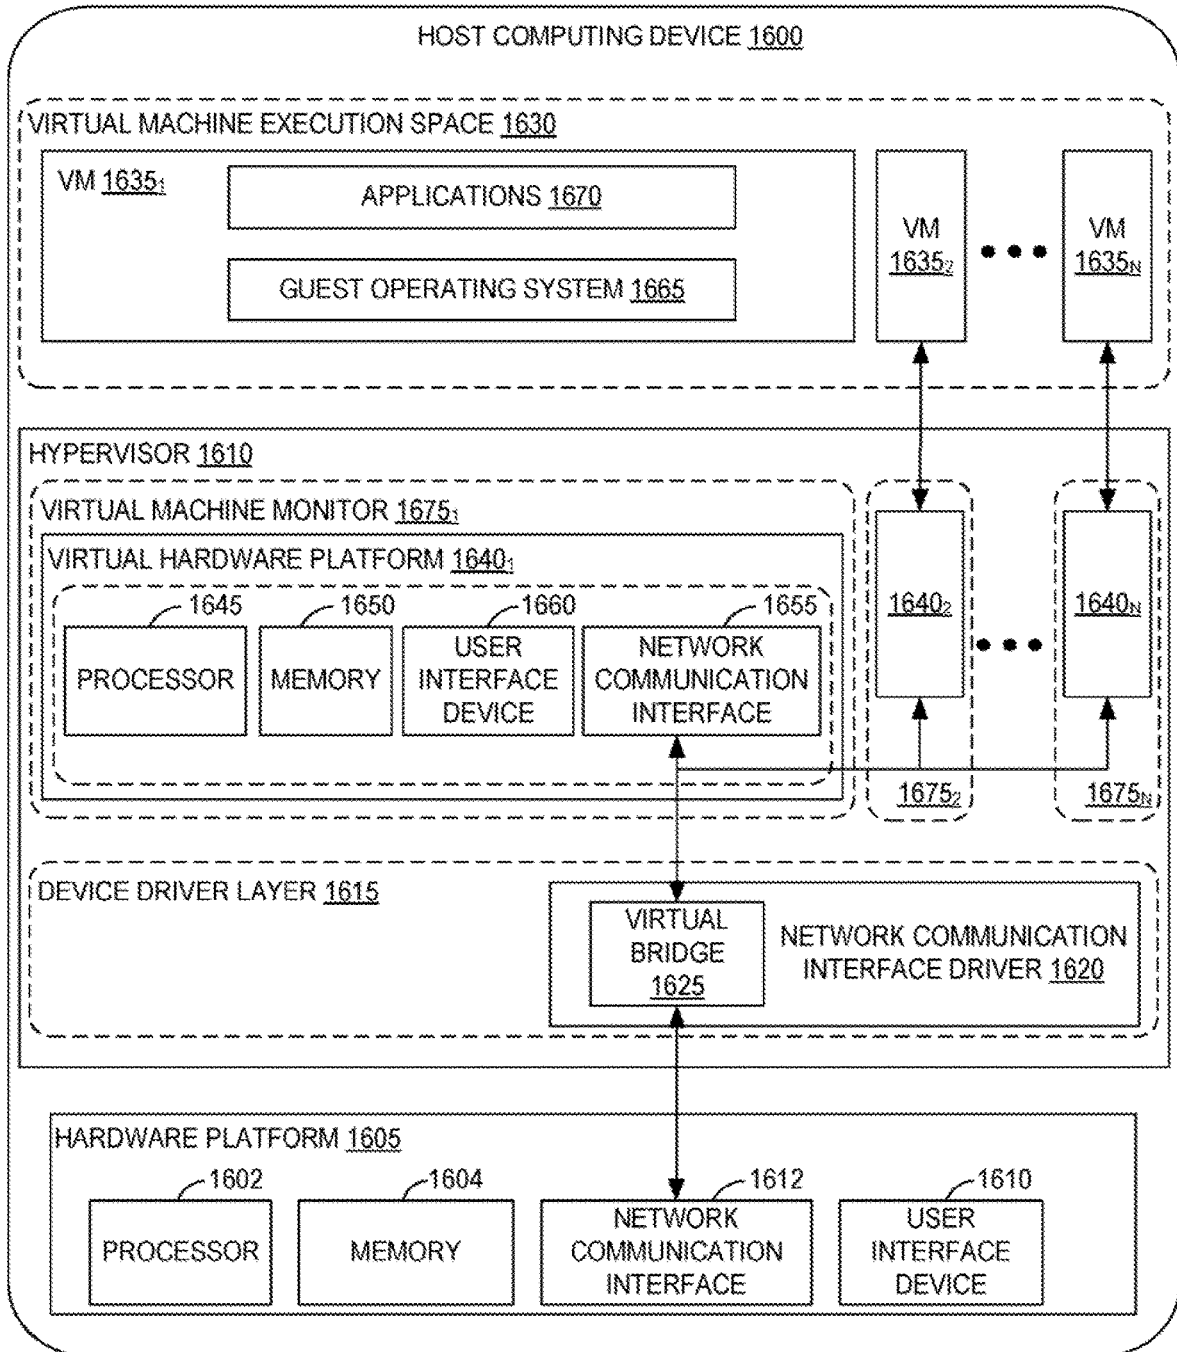 HOST COMPUTING DEVICE 1600
VIRTUAL MACHINE EXECUTION SPACE 1630
VM 1635₁
APPLICATIONS 1670
GUEST OPERATING SYSTEM 1665
VM
1635₂
VM
1635ₙ
HYPERVISOR 1610
VIRTUAL MACHINE MONITOR 1675₁
VIRTUAL HARDWARE PLATFORM 1640₁
1645
1650
1660
1655
PROCESSOR
MEMORY
USER
INTERFACE
DEVICE
NETWORK
COMMUNICATION
INTERFACE
1640₂
1640ₙ
1675₂
1675ₙ
DEVICE DRIVER LAYER 1615
VIRTUAL
BRIDGE
1625
NETWORK COMMUNICATION
INTERFACE DRIVER 1620
HARDWARE PLATFORM 1605
1602
1604
1612
1610
PROCESSOR
MEMORY
NETWORK
COMMUNICATION
INTERFACE
USER
INTERFACE
DEVICE